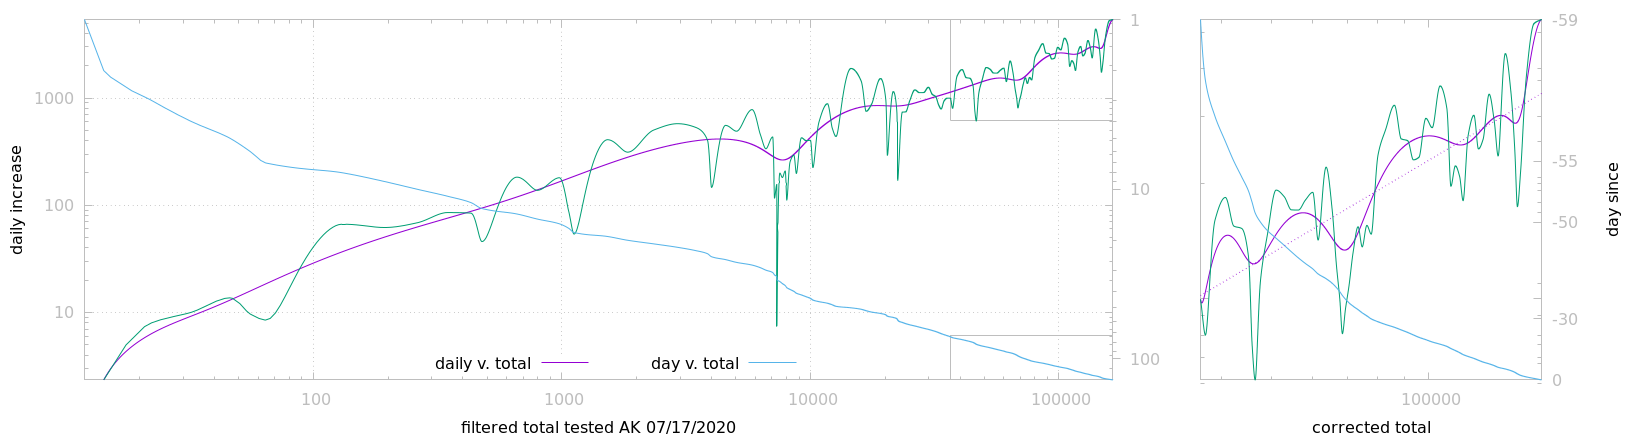 daily increase
1000
100
10
daily v. total
day v. total
100
1000
10000
100000
filtered total tested AK 07/17/2020
1
10
100
100000
corrected total
-59
-55
-50
-30
0
day since